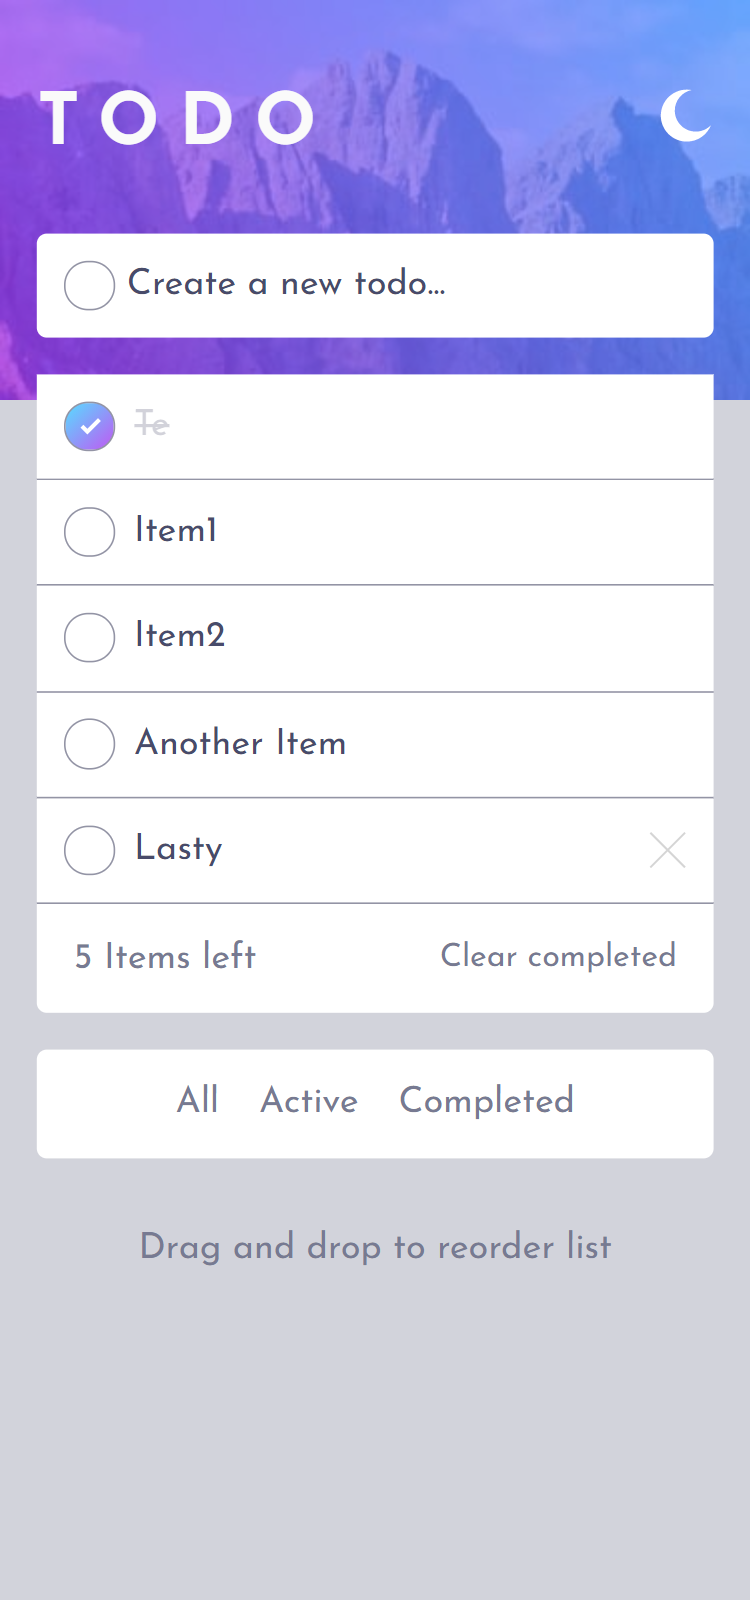 TODO
Create a new todo...
Te
Item1
Item2
Another Item
Lasty
5 Items left Clear completed
All Active Completed
Drag and drop to reorder list